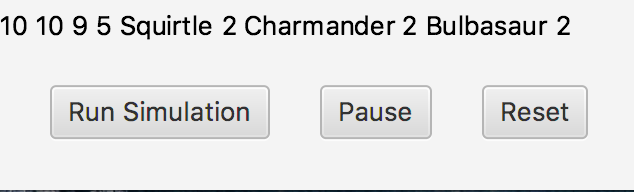 10 10 9 5 Squirtle 2 Charmander 2 Bulbasaur 2
Run Simulation Pause Reset